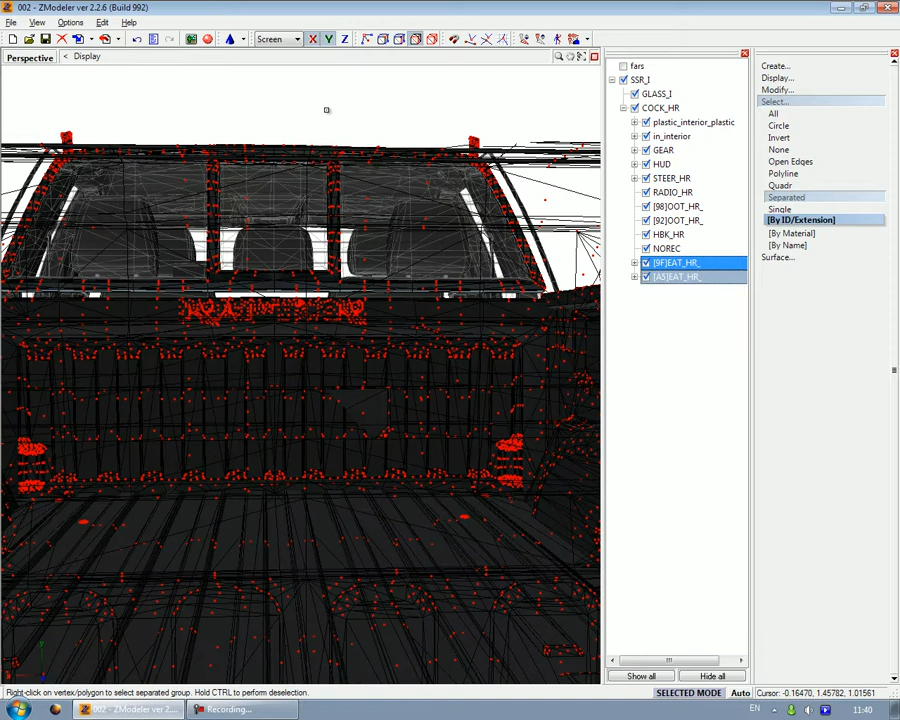 002 - ZModeler ver 2.2.6 (Build 992)
File View Options Edit Help
Screen X Y Z
Perspective < Display
fars
SSR_I
GLASS_I
COCK_HR
plastic_interior_plastic
in_interior
GEAR
HUD
STEER_HR
RADIO_HR
[98]OOT_HR_
[92]OOT_HR_
HBK_HR
NOREC
[9F]EAT_HR_
[A5]EAT_HR_
Show all Hide all
Create...
Display...
Modify...
Select...
All
Circle
Invert
None
Open Edges
Polyline
Quadr
Separated
Single
[By ID/Extension]
[By Material]
[By Name]
Surface...
Right-click on vertex/polygon to select separated group. Hold CTRL to perform deselection.
SELECTED MODE Auto Cursor: -0.16470, 1.45782, 1.01561
002 - ZModeler ver 2.... Recording... EN 11:40